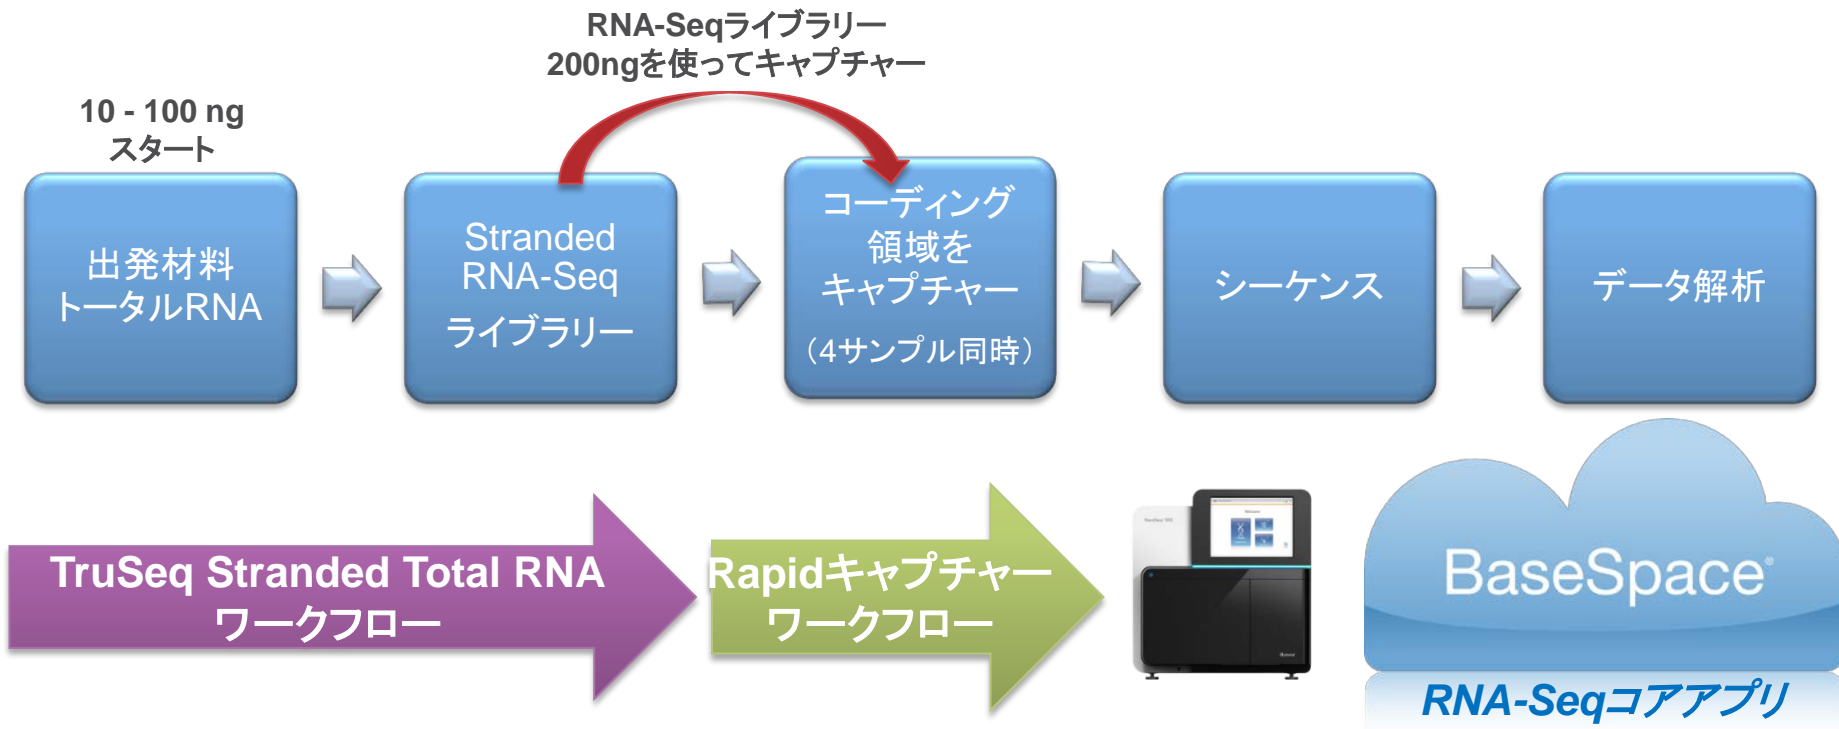 RNA-Seqライブラリー
200ngを使ってキャプチャー
10 - 100 ng
スタート
出発材料
トータルRNA
Stranded
RNA-Seq
ライブラリー
コーディング
領域を
キャプチャー
（4サンプル同時）
シーケンス
データ解析
TruSeq Stranded Total RNA
ワークフロー
Rapidキャプチャー
ワークフロー
BaseSpace®
RNA-Seqコアアプリ